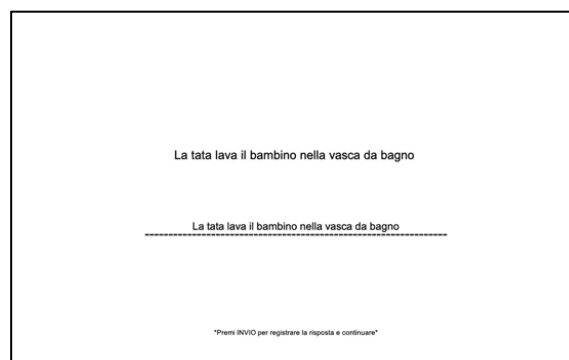 La tata lava il bambino nella vasca da bagno
La tata lava il bambino nella vasca da bagno
*Premi INVIO per registrare la risposta e continuare*